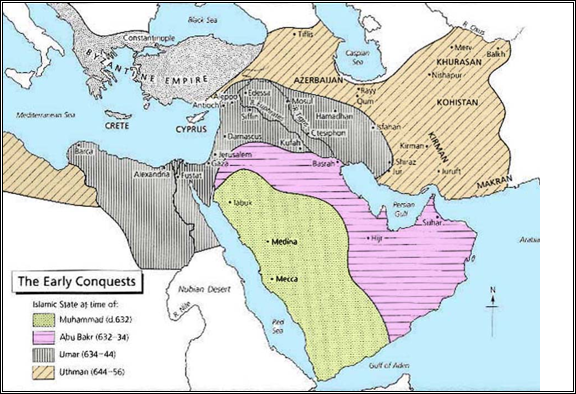 Black Sea
Constantinople
BYZANTINE EMPIRE
Tiflis
Caspian Sea
R. Oxus
Merv
Balkh
KHURASAN
Nishapur
AZERBAIJAN
Rayy
Qum
KOHISTAN
Mediterranean Sea
CRETE
CYPRUS
Aleppo
Antioch
Edessa
Siffin
R. Euphrates
Mosul
R. Tigris
Hamadhan
Ctesiphon
Kufah
Isfahan
Damascus
Jerusalem
Gaza
Basrah
Kirman
KIRMAN
Shiraz
Jur
Jiruft
MAKRAN
Barca
Alexandria
Fustat
Tabuk
Persian Gulf
Suhar
Hijr
Arabia
Medina
Mecca
Nubian Desert
R. Nile
Red Sea
Gulf of Aden
N
The Early Conquests
Islamic State at time of:
Muhammad (d.632)
Abu Bakr (632–34)
Umar (634–44)
Uthman (644–56)